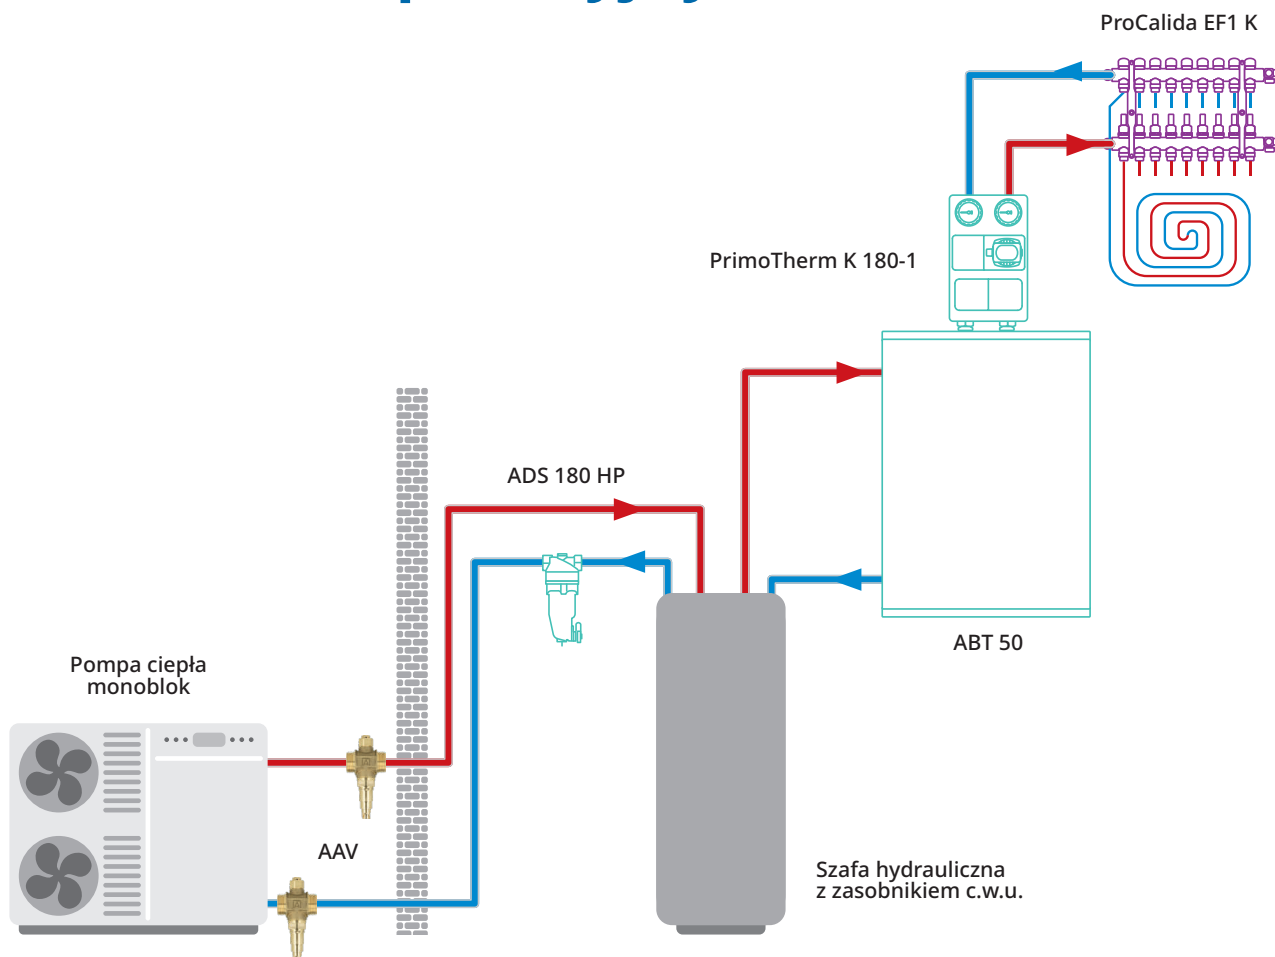 ProCalida EF1 K
PrimoTherm K 180-1
ADS 180 HP
ABT 50
Pompa ciepła
monoblok
AAV
Szafa hydrauliczna
z zasobnikiem c.w.u.